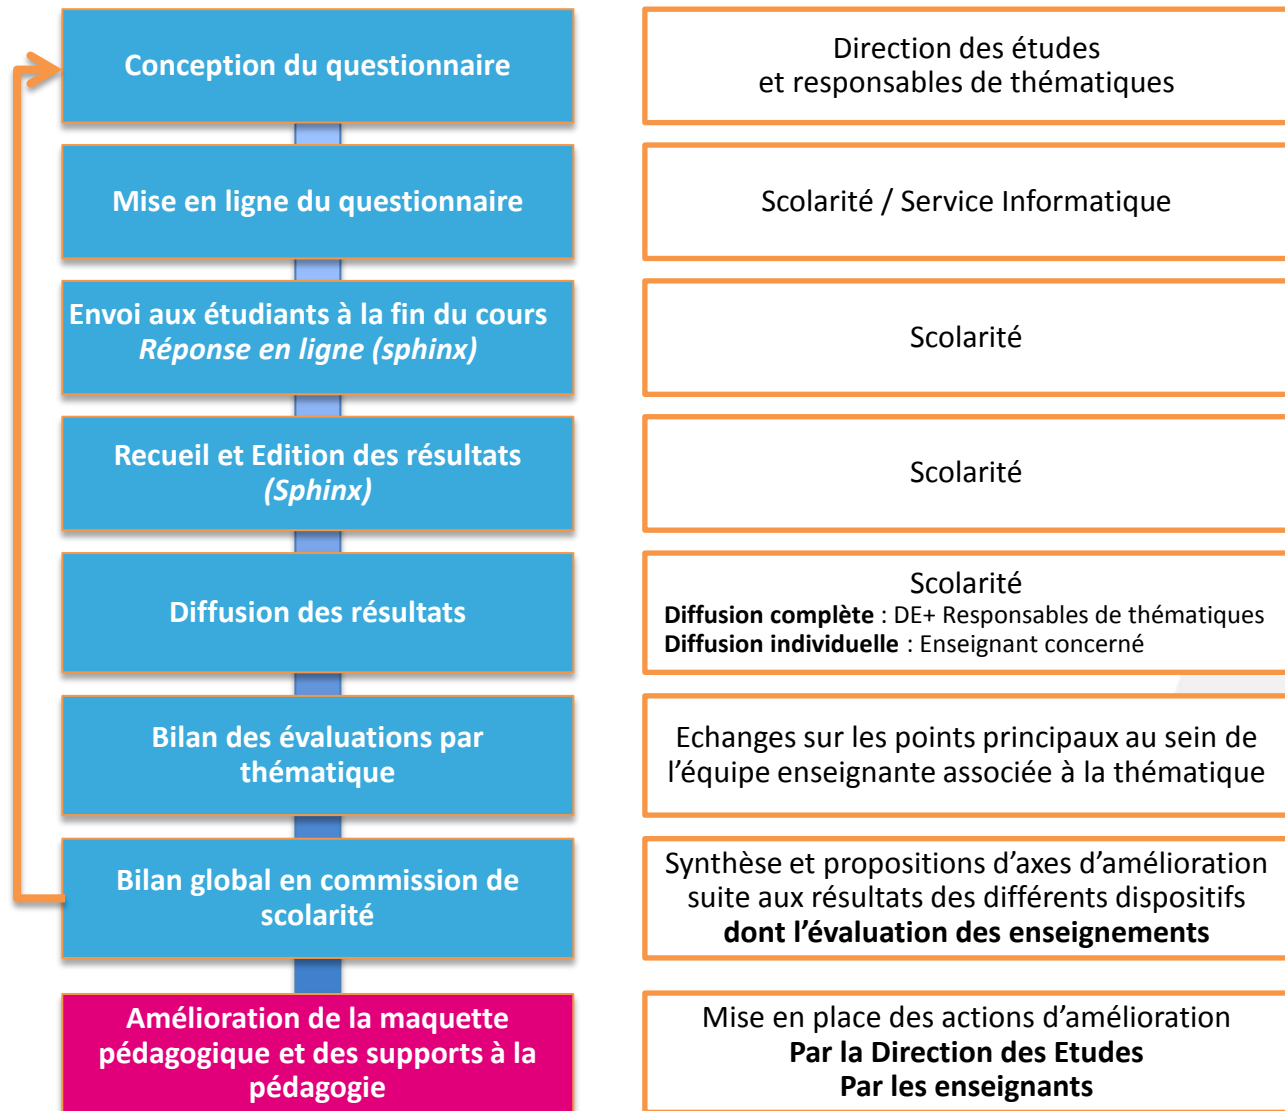 Conception du questionnaire
Direction des études
et responsables de thématiques
Mise en ligne du questionnaire
Scolarité / Service Informatique
Envoi aux étudiants à la fin du cours
Réponse en ligne (sphinx)
Scolarité
Recueil et Edition des résultats
(Sphinx)
Scolarité
Diffusion des résultats
Scolarité
Diffusion complète : DE+ Responsables de thématiques
Diffusion individuelle : Enseignant concerné
Bilan des évaluations par
thématique
Echanges sur les points principaux au sein de
l’équipe enseignante associée à la thématique
Bilan global en commission de
scolarité
Synthèse et propositions d’axes d’amélioration
suite aux résultats des différents dispositifs
dont l’évaluation des enseignements
Amélioration de la maquette
pédagogique et des supports à la
pédagogie
Mise en place des actions d’amélioration
Par la Direction des Etudes
Par les enseignants